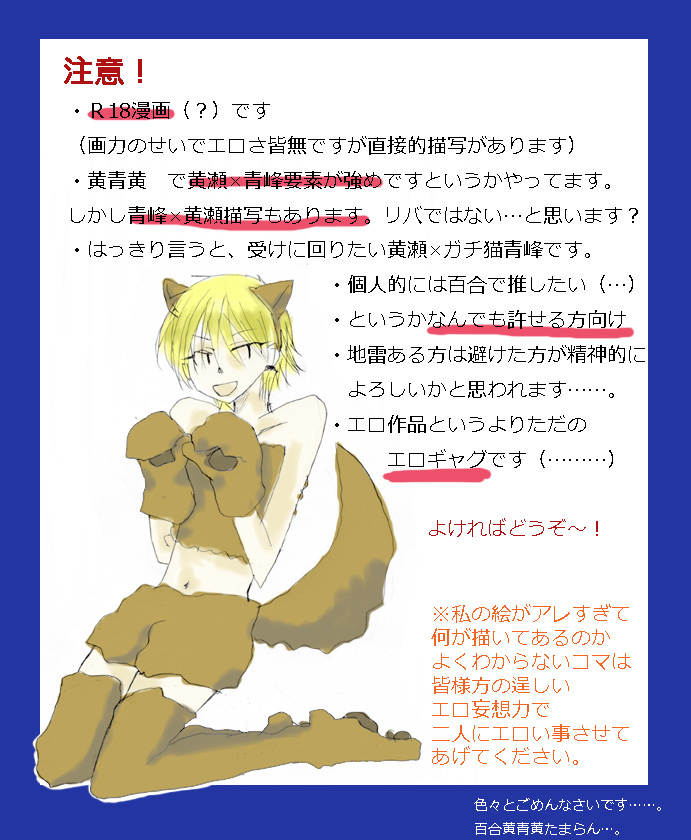 注意！
・Ｒ18漫画（？）です
（画力のせいでエロさ皆無ですが直接的描写があります）
・黄青黄　で黄瀬×青峰要素が強めですというかやってます。
しかし青峰×黄瀬描写もあります。リバではない…と思います？
・はっきり言うと、受けに回りたい黄瀬×ガチ猫青峰です。
・個人的には百合で推したい（…）
・というかなんでも許せる方向け
・地雷ある方は避けた方が精神的に
よろしいかと思われます……。
・エロ作品というよりただの
エロギャグです（………）
よければどうぞ～！
※私の絵がアレすぎて
何が描いてあるのか
よくわからないコマは
皆様方の逞しい
エロ妄想力で
二人にエロい事させて
あげてください。
色々とごめんなさいです……。
百合黄青黄たまらん…。